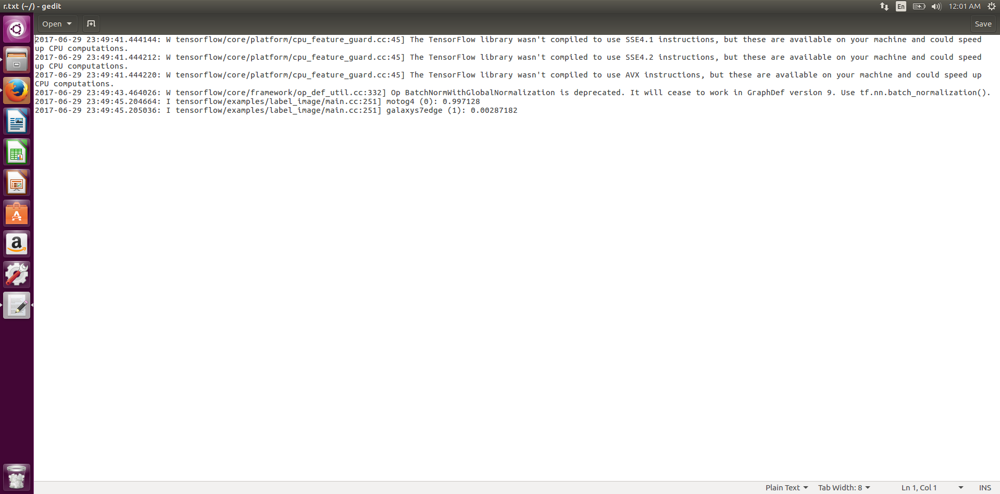 r.txt (~/) - gedit
En
12:01 AM
Open
Save
2017-06-29 23:49:41.444144: W tensorflow/core/platform/cpu_feature_guard.cc:45] The TensorFlow library wasn't compiled to use SSE4.1 instructions, but these are available on your machine and could speed
up CPU computations.
2017-06-29 23:49:41.444212: W tensorflow/core/platform/cpu_feature_guard.cc:45] The TensorFlow library wasn't compiled to use SSE4.2 instructions, but these are available on your machine and could speed
up CPU computations.
2017-06-29 23:49:41.444220: W tensorflow/core/platform/cpu_feature_guard.cc:45] The TensorFlow library wasn't compiled to use AVX instructions, but these are available on your machine and could speed up
CPU computations.
2017-06-29 23:49:43.464026: W tensorflow/core/framework/op_def_util.cc:332] Op BatchNormWithGlobalNormalization is deprecated. It will cease to work in GraphDef version 9. Use tf.nn.batch_normalization().
2017-06-29 23:49:45.204664: I tensorflow/examples/label_image/main.cc:251] motog4 (0): 0.997128
2017-06-29 23:49:45.205036: I tensorflow/examples/label_image/main.cc:251] galaxys7edge (1): 0.00287182
Plain Text
Tab Width: 8
Ln 1, Col 1
INS